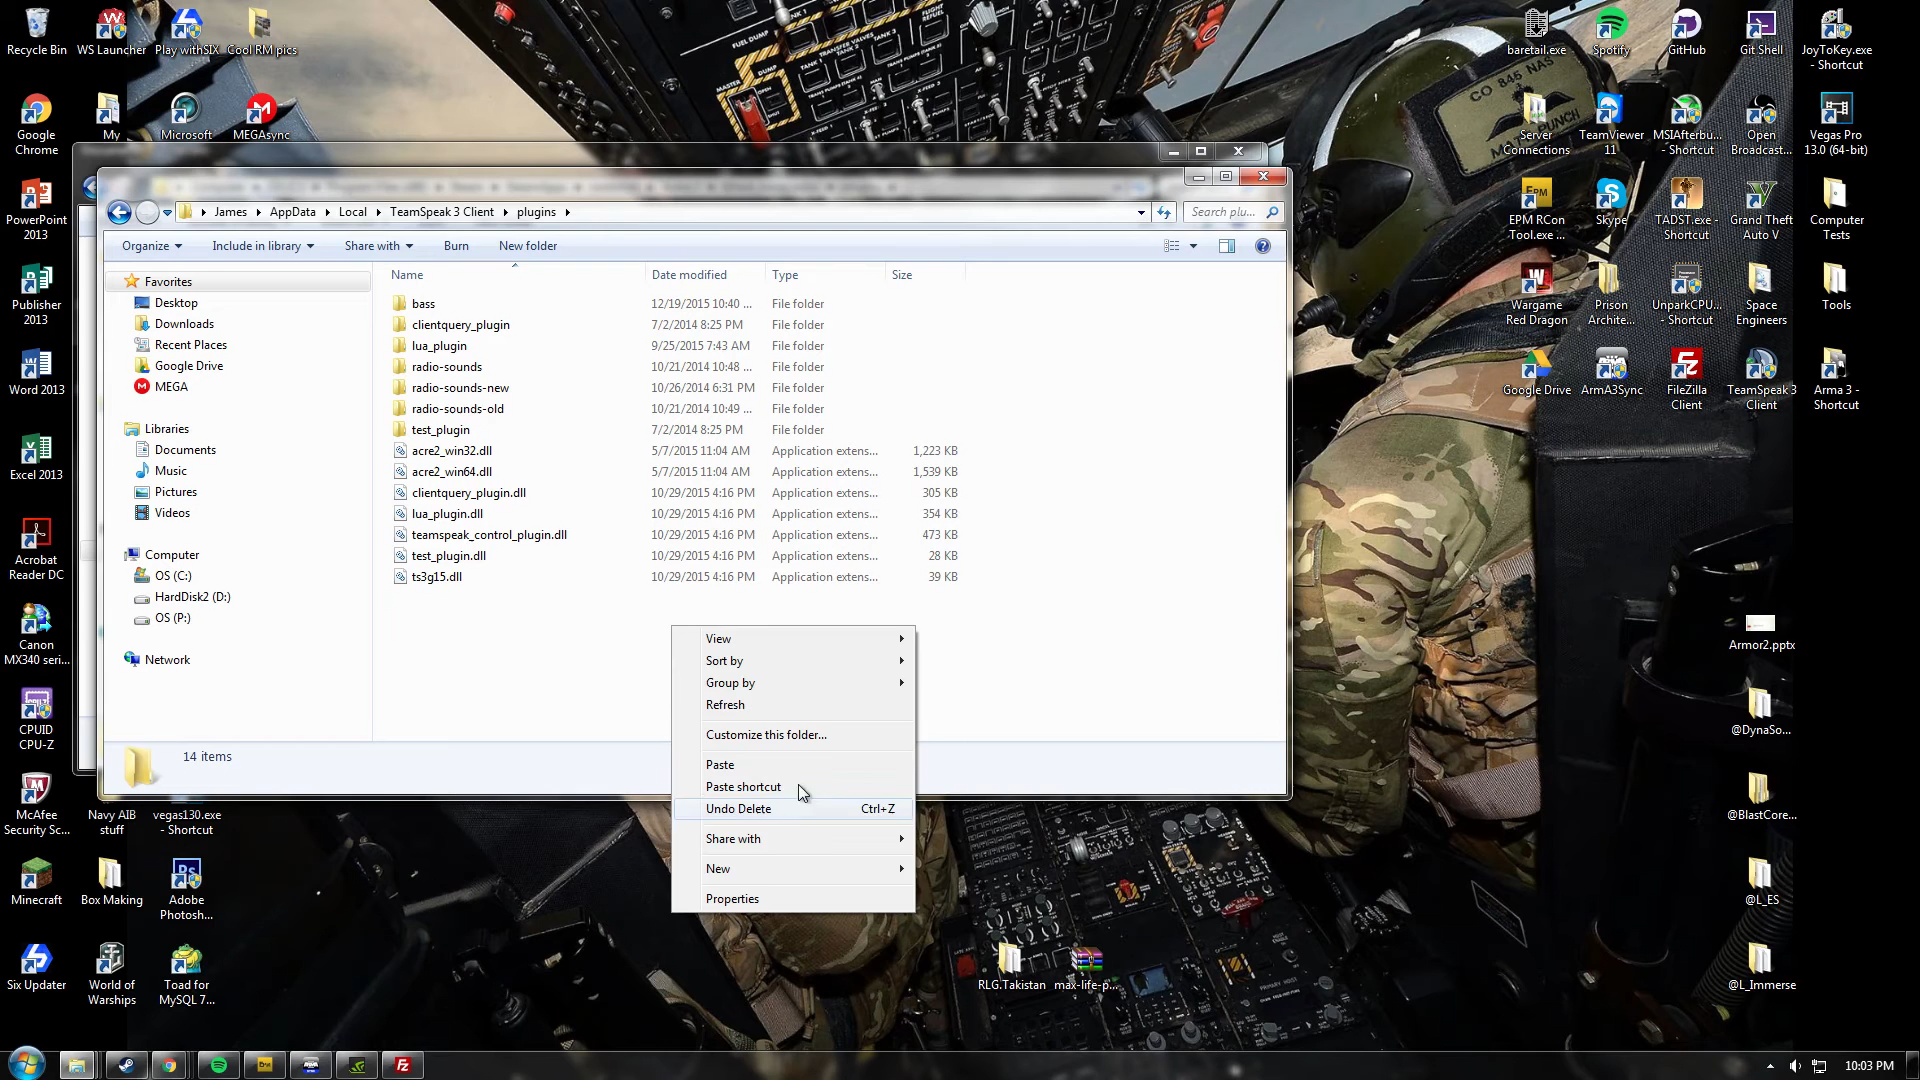 Recycle Bin
WS Launcher
Play withSIX
Cool RM pics
FUEL DUMP
DUMP
MASTER
OPEN
TANK 1
TANK 2
TANK 3
TANK 4
CO 845 NAS
baretail.exe
Spotify
GitHub
Git Shell
JoyToKey.exe
- Shortcut
Google
Chrome
My
Microsoft
MEGAsync
Server
Connections
TeamViewer
11
MSIAfterbu...
- Shortcut
Open
Broadcast...
Vegas Pro
13.0 (64-bit)
PowerPoint
2013
EPM RCon
Tool.exe ...
Skype
TADST.exe -
Shortcut
Grand Theft
Auto V
Computer
Tests
Publisher
2013
Wargame
Red Dragon
Prison
Archite...
UnparkCPU...
- Shortcut
Space
Engineers
Tools
Word 2013
Google Drive
ArmA3Sync
FileZilla
Client
TeamSpeak 3
Client
Arma 3 -
Shortcut
Excel 2013
Acrobat
Reader DC
Canon
MX340 seri...
CPUID
CPU-Z
McAfee
Security Sc...
Navy AIB
stuff
vegas130.exe
- Shortcut
Minecraft
Box Making
Adobe
Photosh...
Six Updater
World of
Warships
Toad for
MySQL 7...
Armor2.pptx
@DynaSo...
@BlastCore...
@L_ES
@L_Immerse
RLG.Takistan
max-life-p...
James
AppData
Local
TeamSpeak 3 Client
plugins
Search plu...
Organize
Include in library
Share with
Burn
New folder
Favorites
Desktop
Downloads
Recent Places
Google Drive
MEGA
Libraries
Documents
Music
Pictures
Videos
Computer
OS (C:)
HardDisk2 (D:)
OS (P:)
Network
Name Date modified Type Size
bass 12/19/2015 10:40 ... File folder
clientquery_plugin 7/2/2014 8:25 PM File folder
lua_plugin 9/25/2015 7:43 AM File folder
radio-sounds 10/21/2014 10:48 ... File folder
radio-sounds-new 10/26/2014 6:31 PM File folder
radio-sounds-old 10/21/2014 10:49 ... File folder
test_plugin 7/2/2014 8:25 PM File folder
acre2_win32.dll 5/7/2015 11:04 AM Application extens... 1,223 KB
acre2_win64.dll 5/7/2015 11:04 AM Application extens... 1,539 KB
clientquery_plugin.dll 10/29/2015 4:16 PM Application extens... 305 KB
lua_plugin.dll 10/29/2015 4:16 PM Application extens... 354 KB
teamspeak_control_plugin.dll 10/29/2015 4:16 PM Application extens... 473 KB
test_plugin.dll 10/29/2015 4:16 PM Application extens... 28 KB
ts3g15.dll 10/29/2015 4:16 PM Application extens... 39 KB
14 items
View
Sort by
Group by
Refresh
Customize this folder...
Paste
Paste shortcut
Undo Delete Ctrl+Z
Share with
New
Properties
10:03 PM